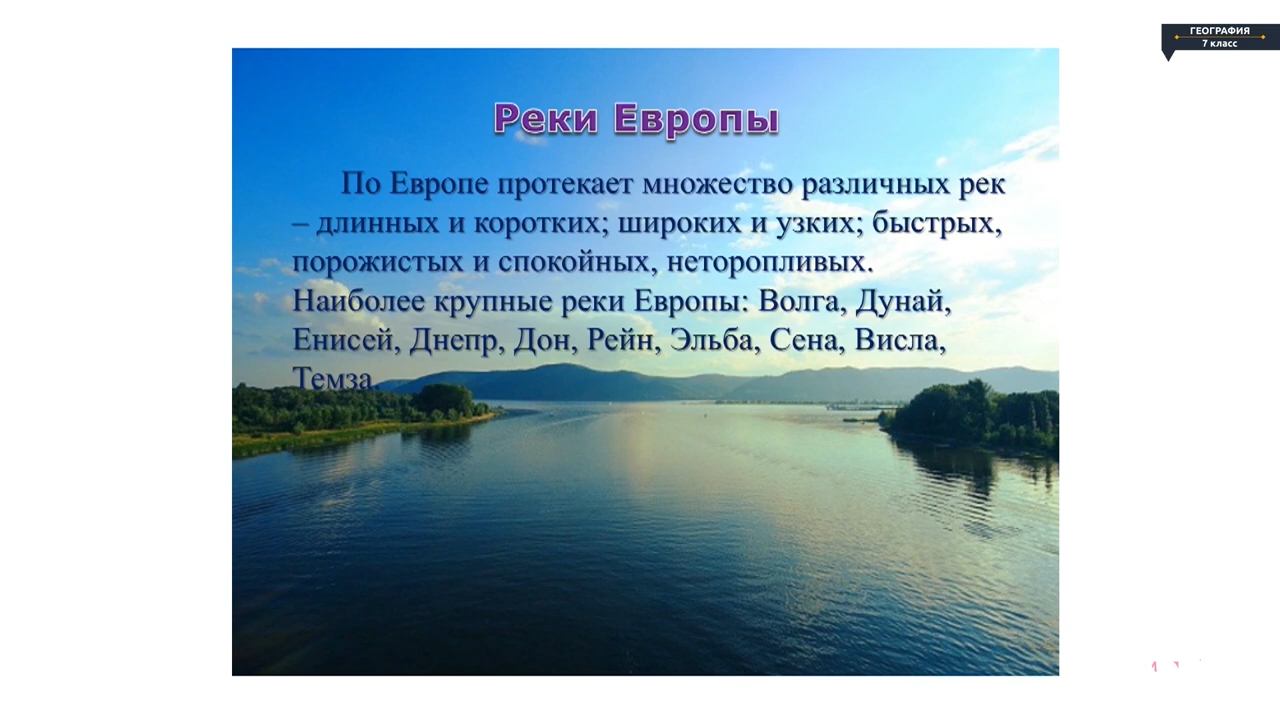 ГЕОГРАФИЯ
7 класс
Реки Европы
По Европе протекает множество различных рек
– длинных и коротких; широких и узких; быстрых,
порожистых и спокойных, неторопливых.
Наиболее крупные реки Европы: Волга, Дунай,
Енисей, Днепр, Дон, Рейн, Эльба, Сена, Висла,
Темза.